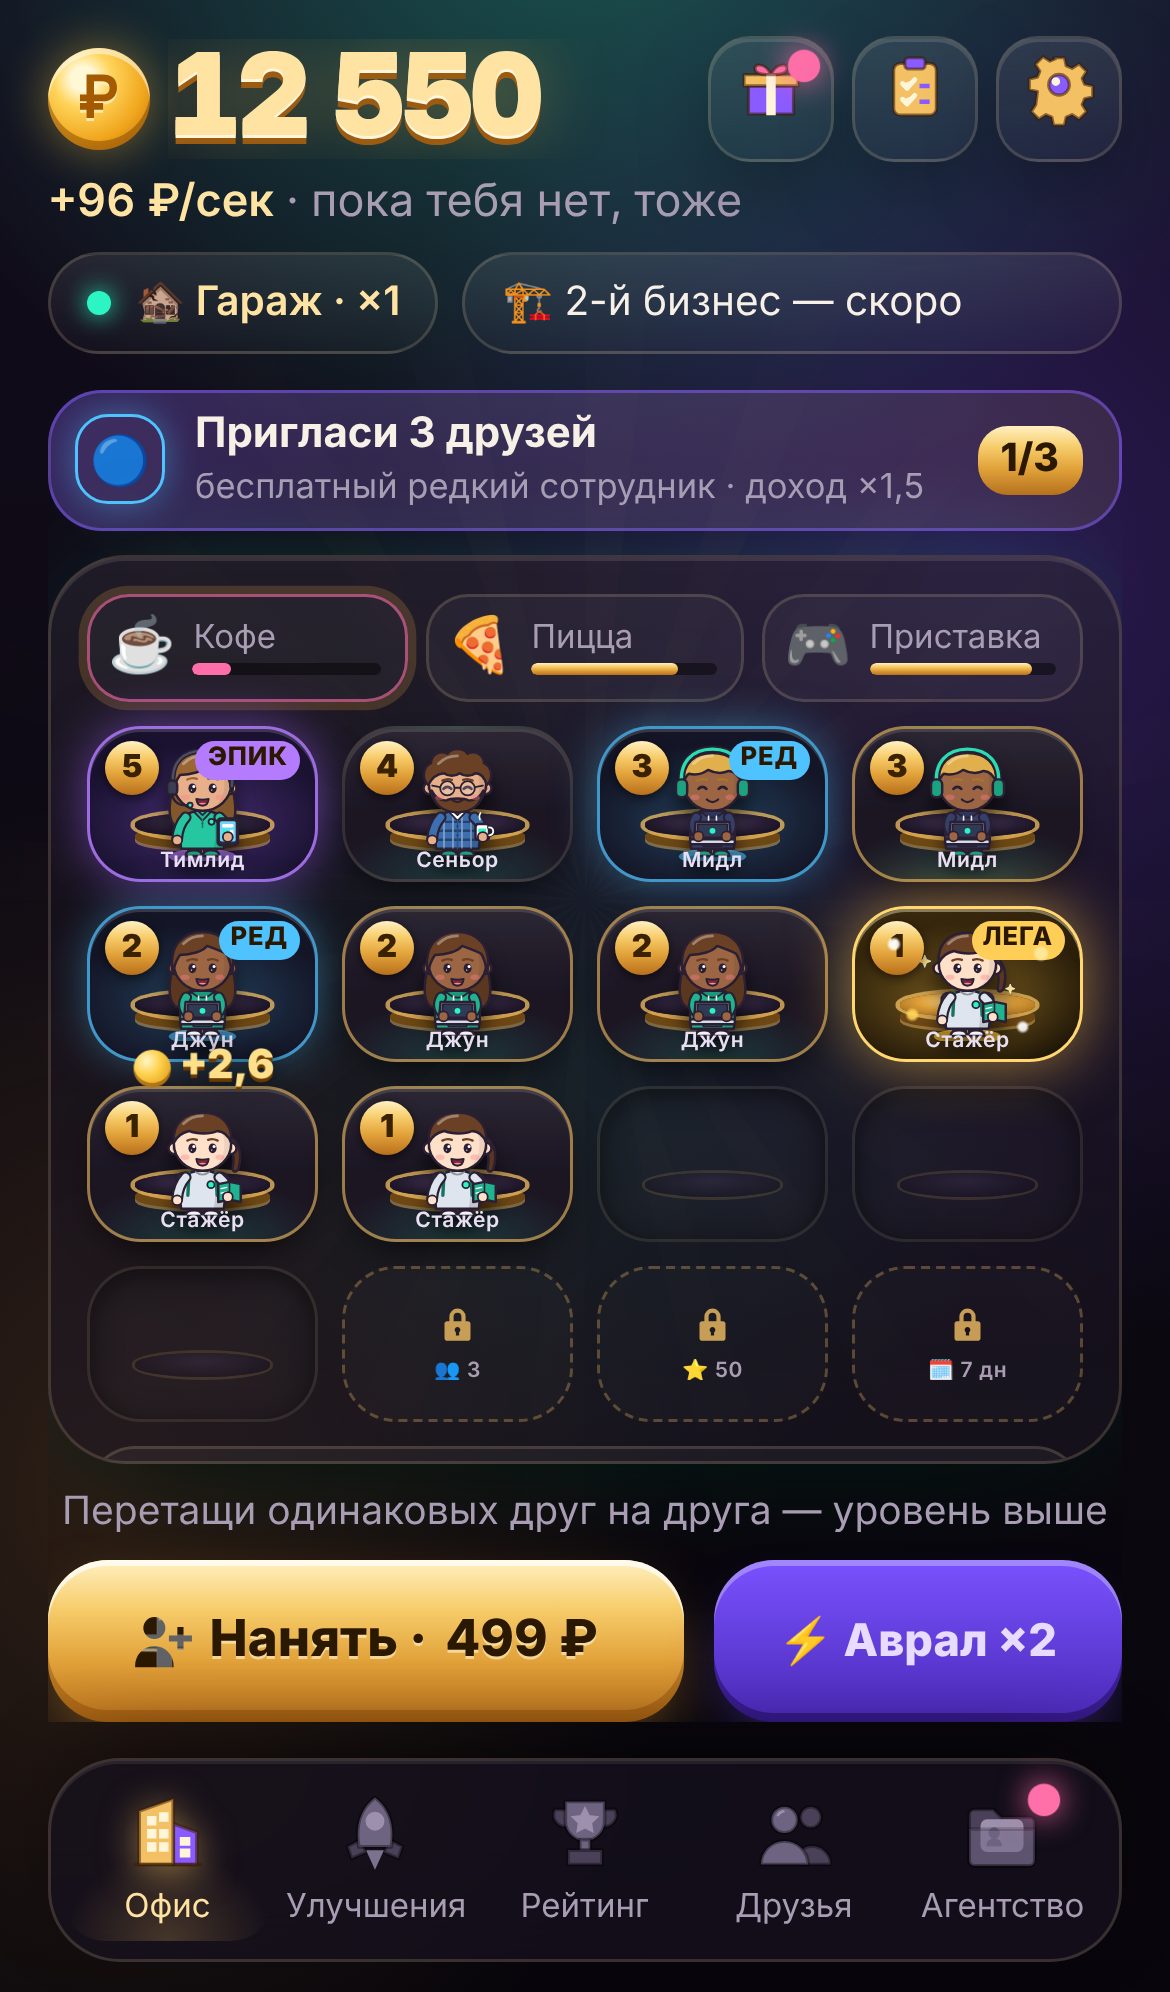 ₽ 12 550
+96 ₽/сек · пока тебя нет, тоже
Гараж · ×1
2-й бизнес — скоро
Пригласи 3 друзей
бесплатный редкий сотрудник · доход ×1,5
1/3
Кофе
Пицца
Приставка
5 ЭПИК
Тимлид
4
Сеньор
3 РЕД
Мидл
3
Мидл
2 РЕД
Джун
2
Джун
2
Джун
1 ЛЕГА
Стажёр
+2,6
1
Стажёр
1
Стажёр
3
50
7 дн
Перетащи одинаковых друг на друга — уровень выше
Нанять · 499 ₽
Аврал ×2
Офис
Улучшения
Рейтинг
Друзья
Агентство